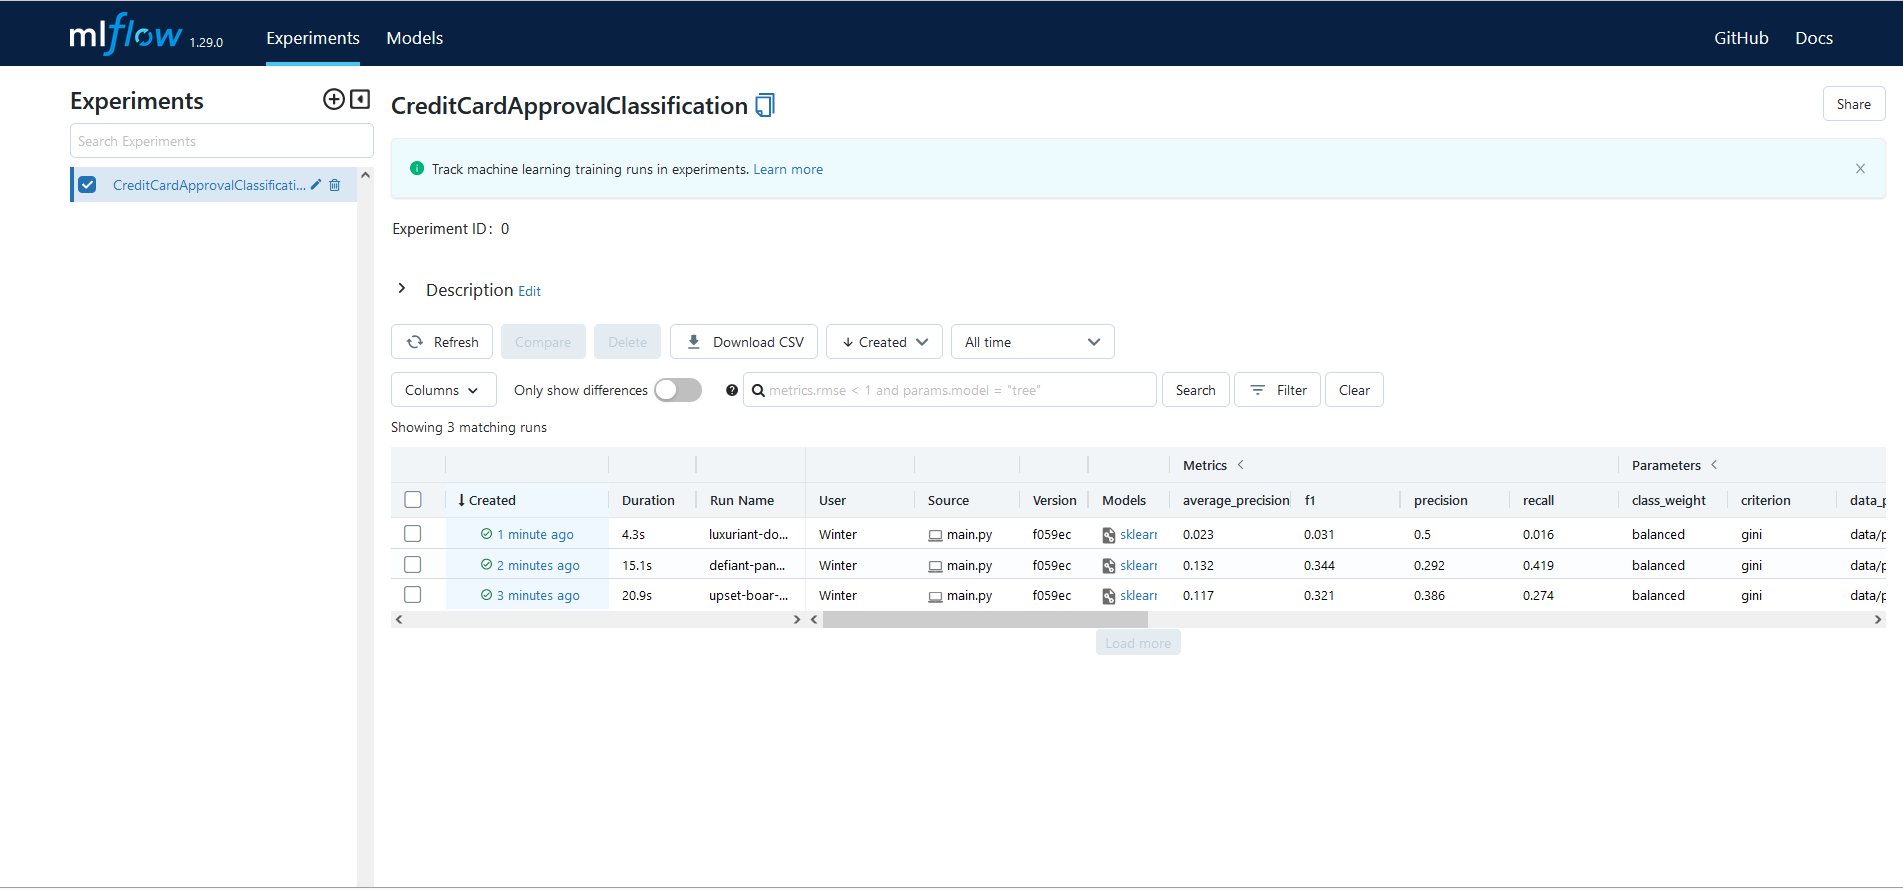 mlflow 1.29.0 Experiments Models GitHub Docs
Experiments
Search Experiments
CreditCardApprovalClassificati...
CreditCardApprovalClassification
Share
Track machine learning training runs in experiments. Learn more
Experiment ID: 0
Description Edit
Refresh Compare Delete Download CSV Created All time
Columns Only show differences metrics.rmse < 1 and params.model = "tree" Search Filter Clear
Showing 3 matching runs
Metrics Parameters
Created Duration Run Name User Source Version Models average_precision f1 precision recall class_weight criterion data_p
1 minute ago 4.3s luxuriant-do... Winter main.py f059ec sklearn 0.023 0.031 0.5 0.016 balanced gini data/p
2 minutes ago 15.1s defiant-pan... Winter main.py f059ec sklearn 0.132 0.344 0.292 0.419 balanced gini data/p
3 minutes ago 20.9s upset-boar-... Winter main.py f059ec sklearn 0.117 0.321 0.386 0.274 balanced gini data/p
Load more